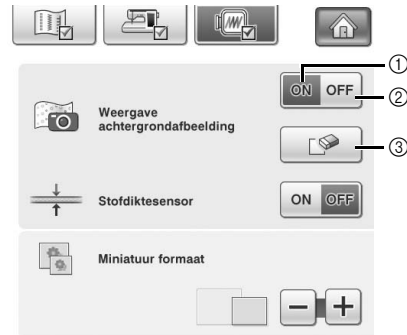 ON OFF ①
②
Weergave
achtergrondafbeelding
③
Stofdiktesensor ON OFF
Miniatuur formaat
− +